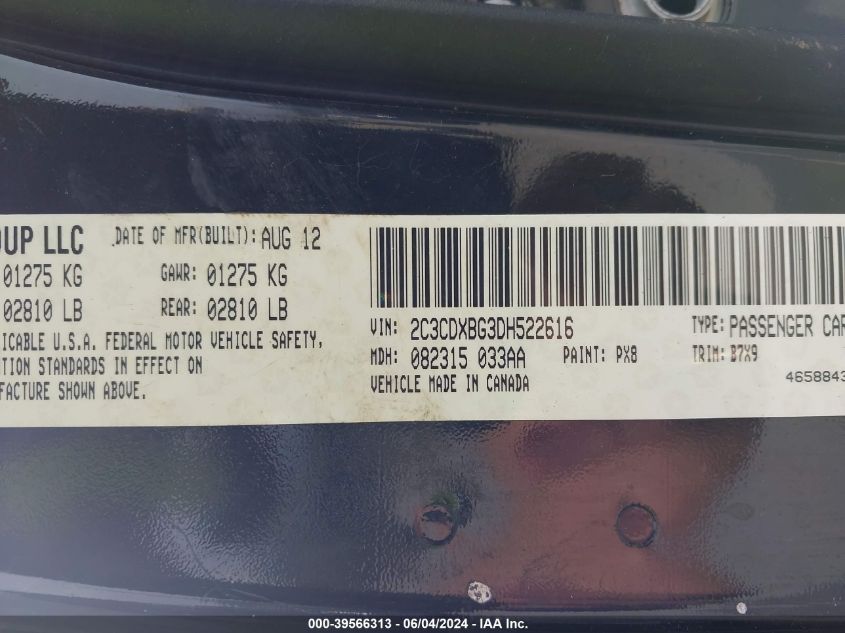 OUP LLC DATE OF MFR(BUILT): AUG 12
01275 KG GAWR: 01275 KG
02810 LB REAR: 02810 LB
ICABLE U.S.A. FEDERAL MOTOR VEHICLE SAFETY,
TION STANDARDS IN EFFECT ON
FACTURE SHOWN ABOVE.
VIN: 2C3CDXBG3DH522616 TYPE: PASSENGER CAR
MDH: 082315 033AA PAINT: PX8 TRIM: B7X9
VEHICLE MADE IN CANADA 4658843
000-39566313 - 06/04/2024 - IAA Inc.